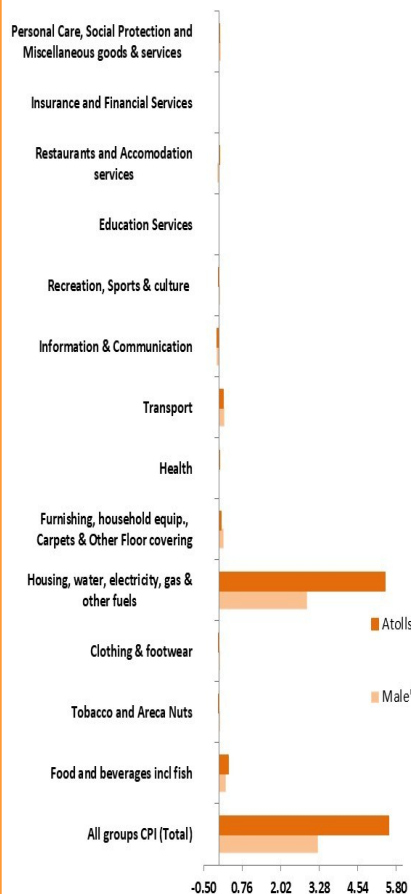 Personal Care, Social Protection and
Miscellaneous goods & services
Insurance and Financial Services
Restaurants and Accomodation
services
Education Services
Recreation, Sports & culture
Information & Communication
Transport
Health
Furnishing, household equip.,
Carpets & Other Floor covering
Housing, water, electricity, gas &
other fuels
Atolls
Clothing & footwear
Male'
Tobacco and Areca Nuts
Food and beverages incl fish
All groups CPI (Total)
-0.50 0.76 2.02 3.28 4.54 5.80